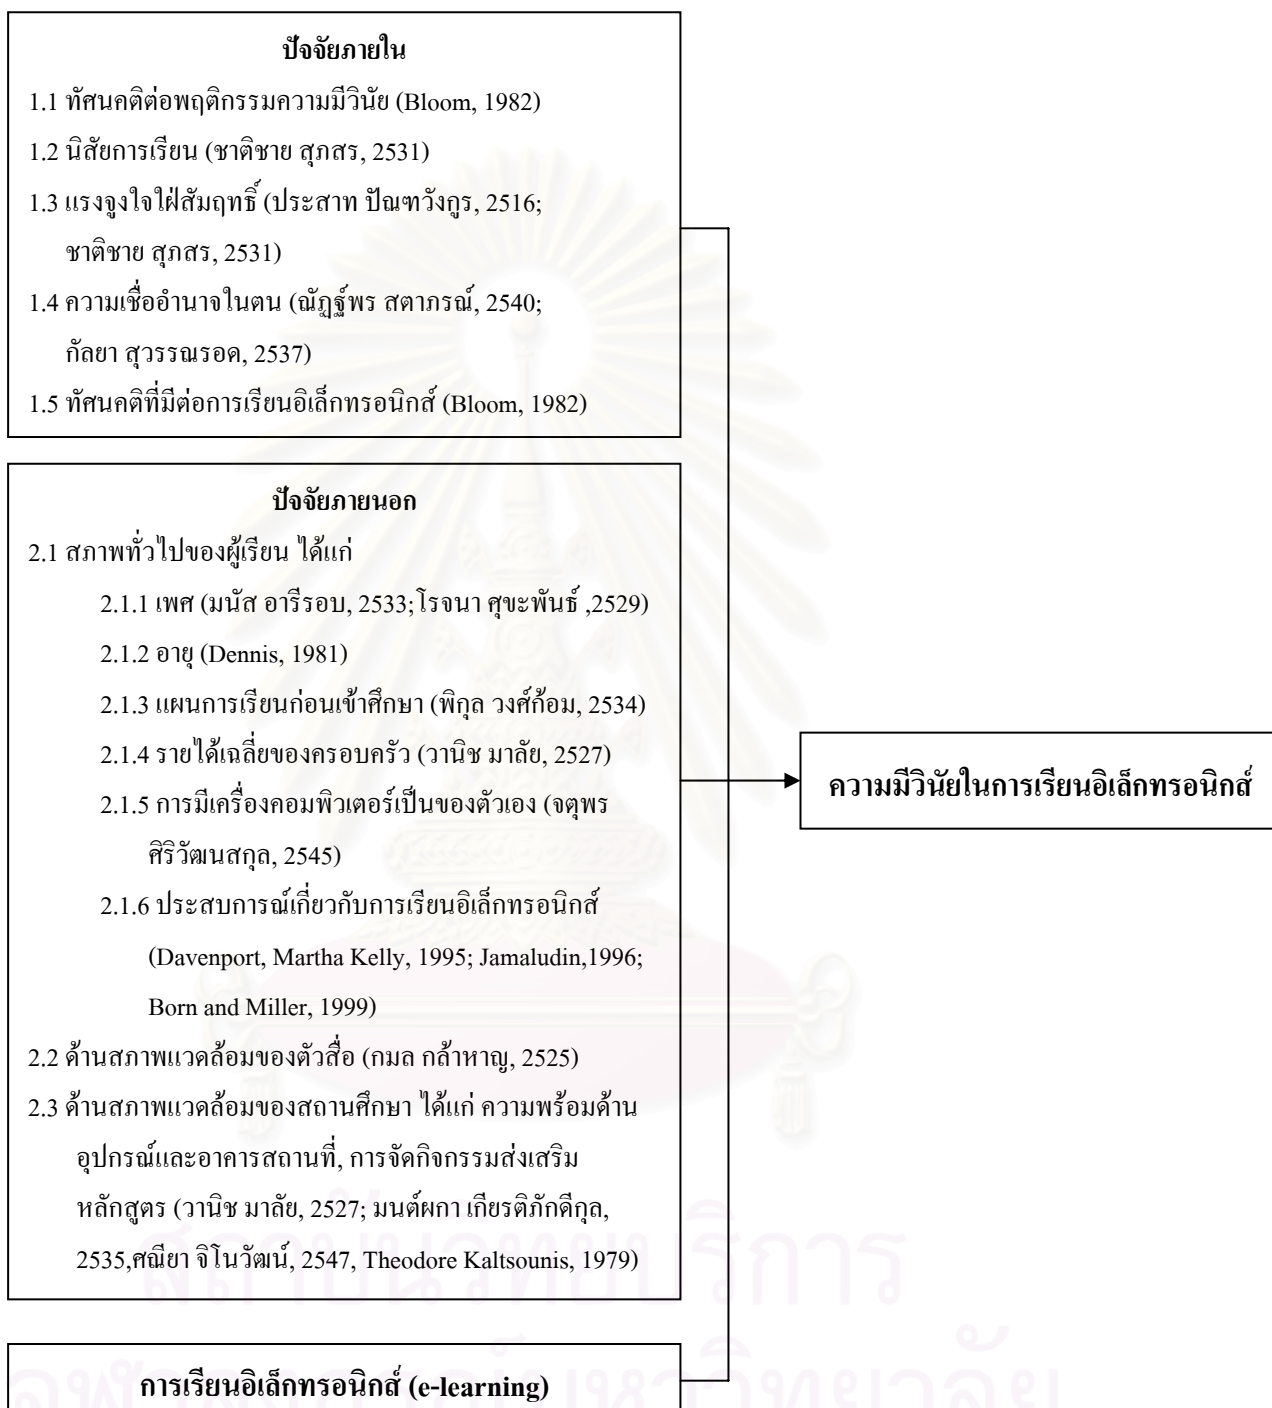 ปัจจัยภายใน
1.1 ทัศนคติต่อพฤติกรรมความมีวินัย (Bloom, 1982)
1.2 นิสัยการเรียน (ชาติชาย สุภสร, 2531)
1.3 แรงจูงใจใฝ่สัมฤทธิ์ (ประสาท ปัณฑวังกูร, 2516;
ชาติชาย สุภสร, 2531)
1.4 ความเชื่ออำนาจในตน (ณัฏฐ์พร สตาภรณ์, 2540;
กัลยา สุวรรณรอด, 2537)
1.5 ทัศนคติที่มีต่อการเรียนอิเล็กทรอนิกส์ (Bloom, 1982)
ปัจจัยภายนอก
2.1 สภาพทั่วไปของผู้เรียน ได้แก่
2.1.1 เพศ (มนัส อารีรอบ, 2533;โรจนา ศุขะพันธ์ ,2529)
2.1.2 อายุ (Dennis, 1981)
2.1.3 แผนการเรียนก่อนเข้าศึกษา (พิกุล วงศ์ก้อม, 2534)
2.1.4 รายได้เฉลี่ยของครอบครัว (วานิช มาลัย, 2527)
2.1.5 การมีเครื่องคอมพิวเตอร์เป็นของตัวเอง (จตุพร
ศิริวัฒนสกุล, 2545)
2.1.6 ประสบการณ์เกี่ยวกับการเรียนอิเล็กทรอนิกส์
(Davenport, Martha Kelly, 1995; Jamaludin,1996;
Born and Miller, 1999)
2.2 ด้านสภาพแวดล้อมของตัวสื่อ (กมล กล้าหาญ, 2525)
2.3 ด้านสภาพแวดล้อมของสถานศึกษา ได้แก่ ความพร้อมด้าน
อุปกรณ์และอาคารสถานที่, การจัดกิจกรรมส่งเสริม
หลักสูตร (วานิช มาลัย, 2527; มนต์ผกา เกียรติภักดีกุล,
2535,ศณียา จิโนวัฒน์, 2547, Theodore Kaltsounis, 1979)
ความมีวินัยในการเรียนอิเล็กทรอนิกส์
การเรียนอิเล็กทรอนิกส์ (e-learning)
สถาบันวิทยบริการ
จุฬาลงกรณ์มหาวิทยาลัย